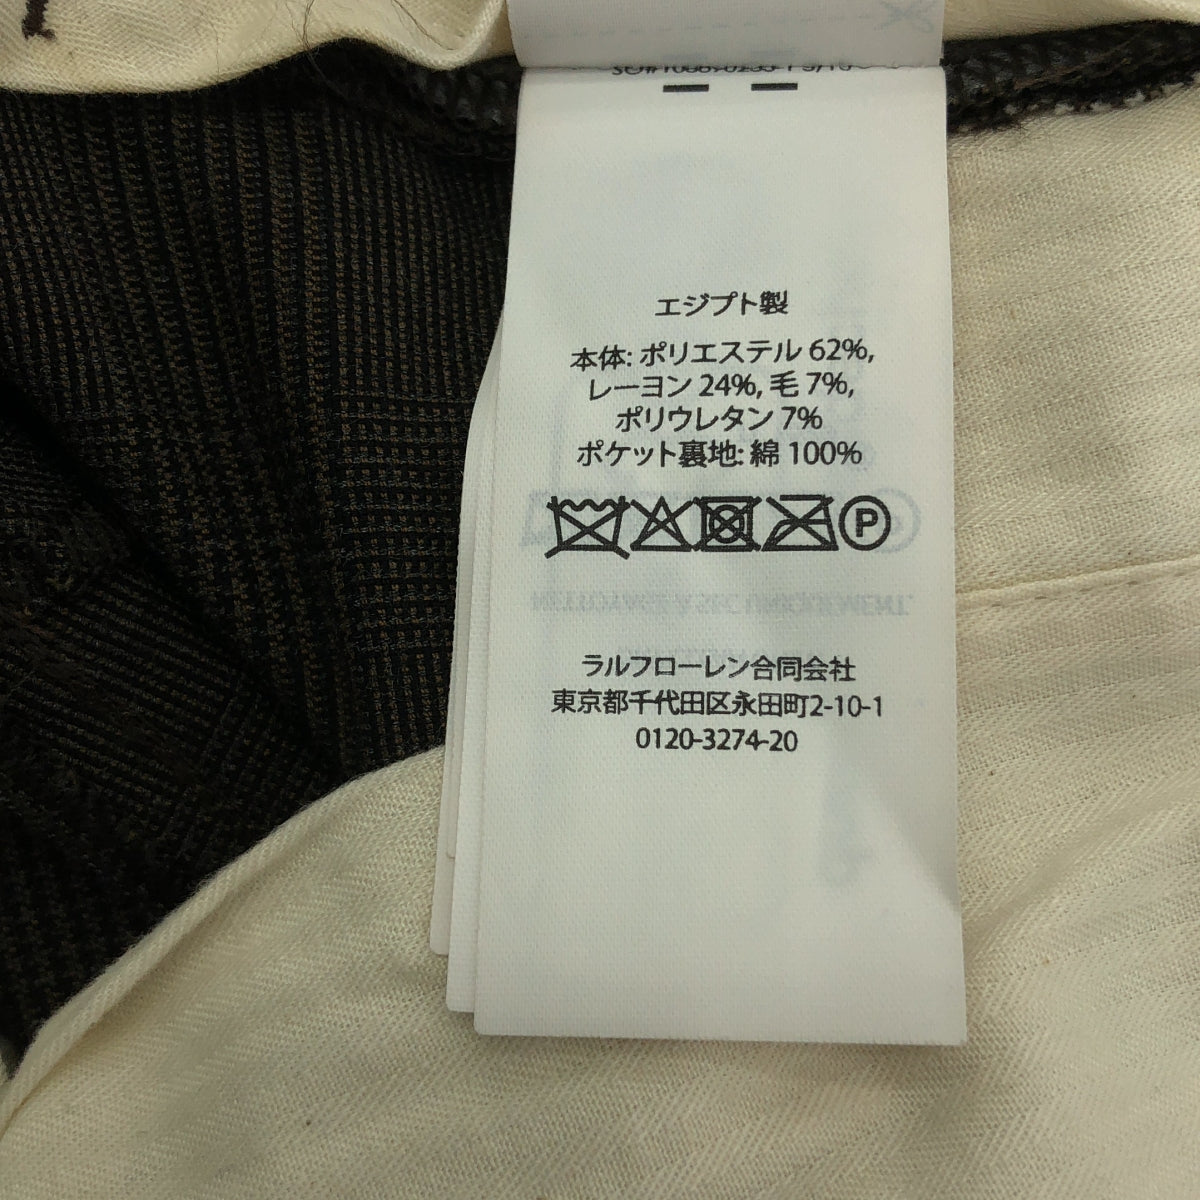 エジプト製
本体: ポリエステル 62%,
レーヨン 24%, 毛 7%,
ポリウレタン 7%
ポケット裏地: 綿 100%
P
ラルフローレン合同会社
東京都千代田区永田町2-10-1
0120-3274-20